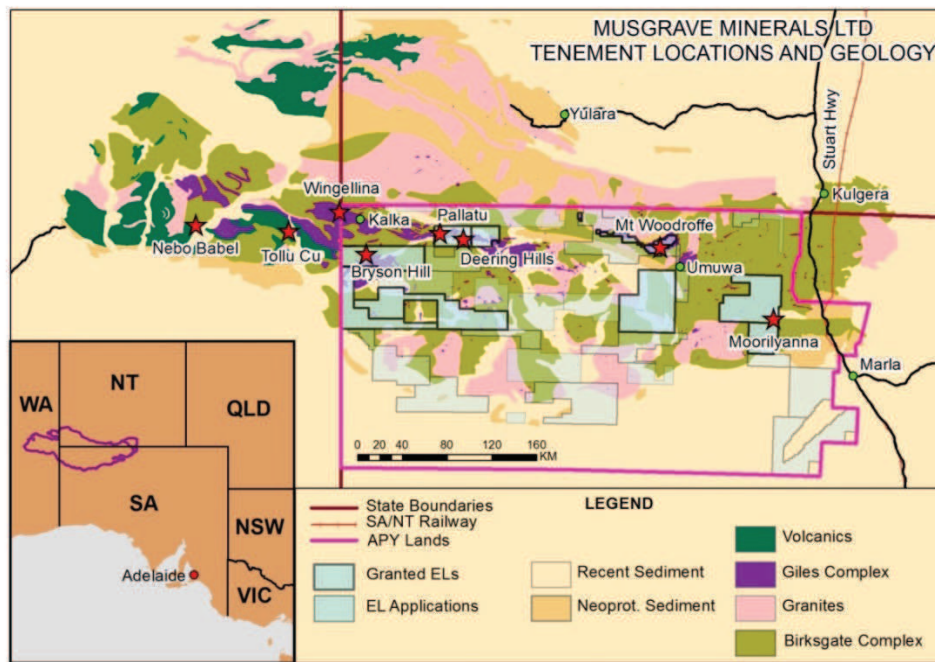 MUSGRAVE MINERALS LTD
TENEMENT LOCATIONS AND GEOLOGY
Yulara
Stuart Hwy
Kulgera
Wingellina
Kalka
Pallatu
Mt Woodroffe
Nebo Babel
Tollu Cu
Bryson Hill
Deering Hills
Umuwa
Moorilyanna
Marla
0 20 40 80 120 160
KM
NT
WA
QLD
SA
NSW
VIC
Adelaide
LEGEND
State Boundaries
SA/NT Railway
APY Lands
Granted ELs
EL Applications
Recent Sediment
Neoprot. Sediment
Volcanics
Giles Complex
Granites
Birksgate Complex